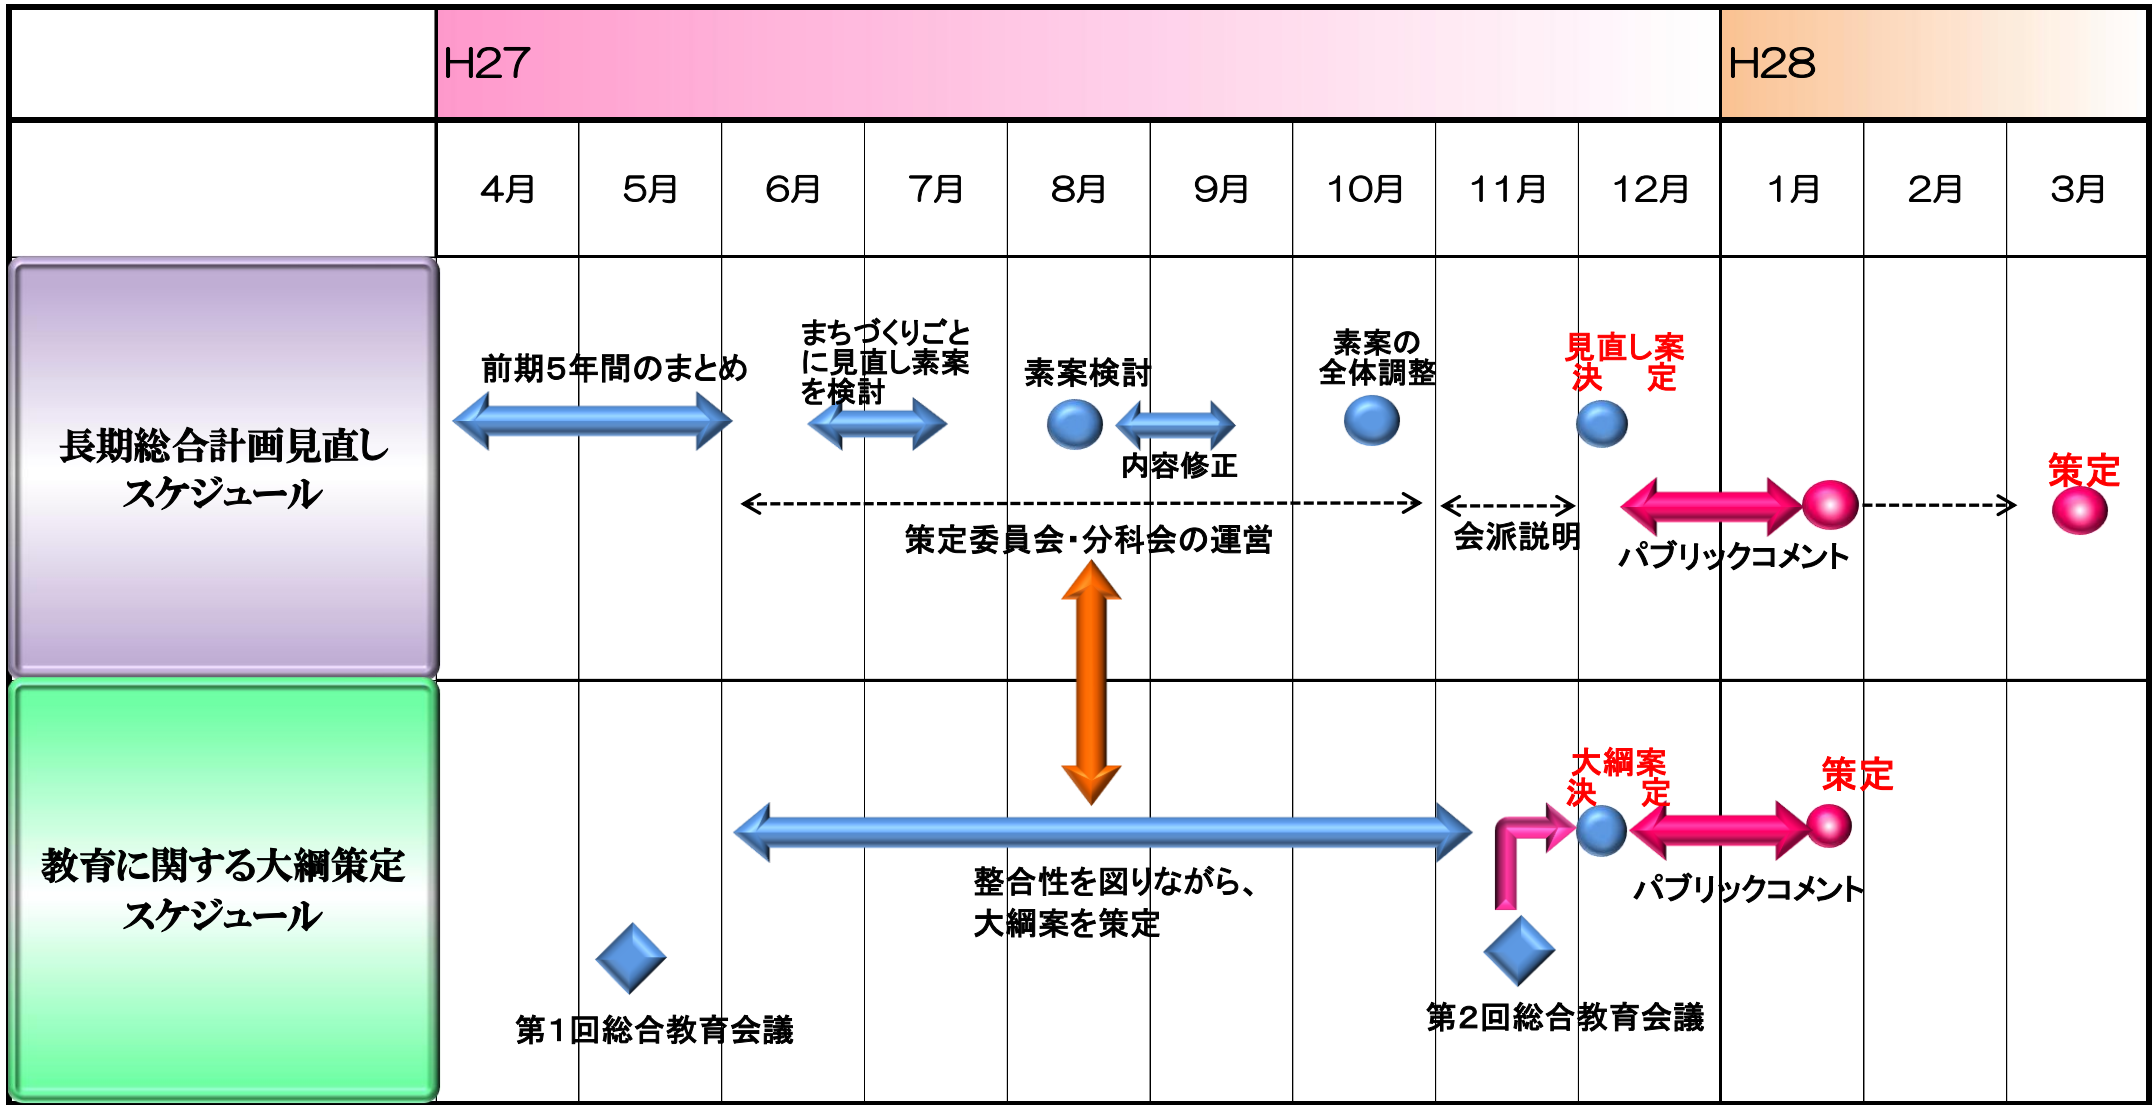 H27
H28
4月
5月
6月
7月
8月
9月
10月
11月
12月
1月
2月
3月
長期総合計画見直し
スケジュール
前期5年間のまとめ
まちづくりごと
に見直し素案
を検討
素案検討
内容修正
素案の
全体調整
見直し案
決　定
策定
策定委員会・分科会の運営
会派説明
パブリックコメント
教育に関する大綱策定
スケジュール
大綱案
決　定
策定
整合性を図りながら、
大綱案を策定
パブリックコメント
第1回総合教育会議
第2回総合教育会議